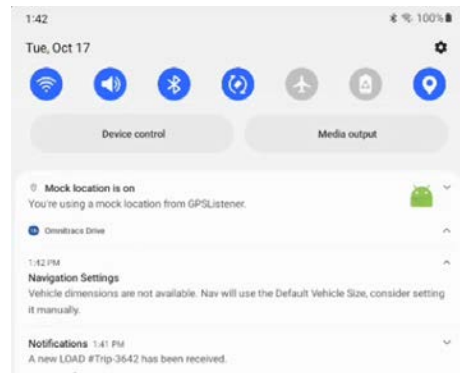 1:42
100%
Tue, Oct 17
Device control
Media output
Mock location is on
You're using a mock location from GPSListener.
Omnitracs Drive
1:42 PM
Navigation Settings
Vehicle dimensions are not available. Nav will use the Default Vehicle Size, consider setting
it manually.
Notifications 1:41 PM
A new LOAD #Trip-3642 has been received.